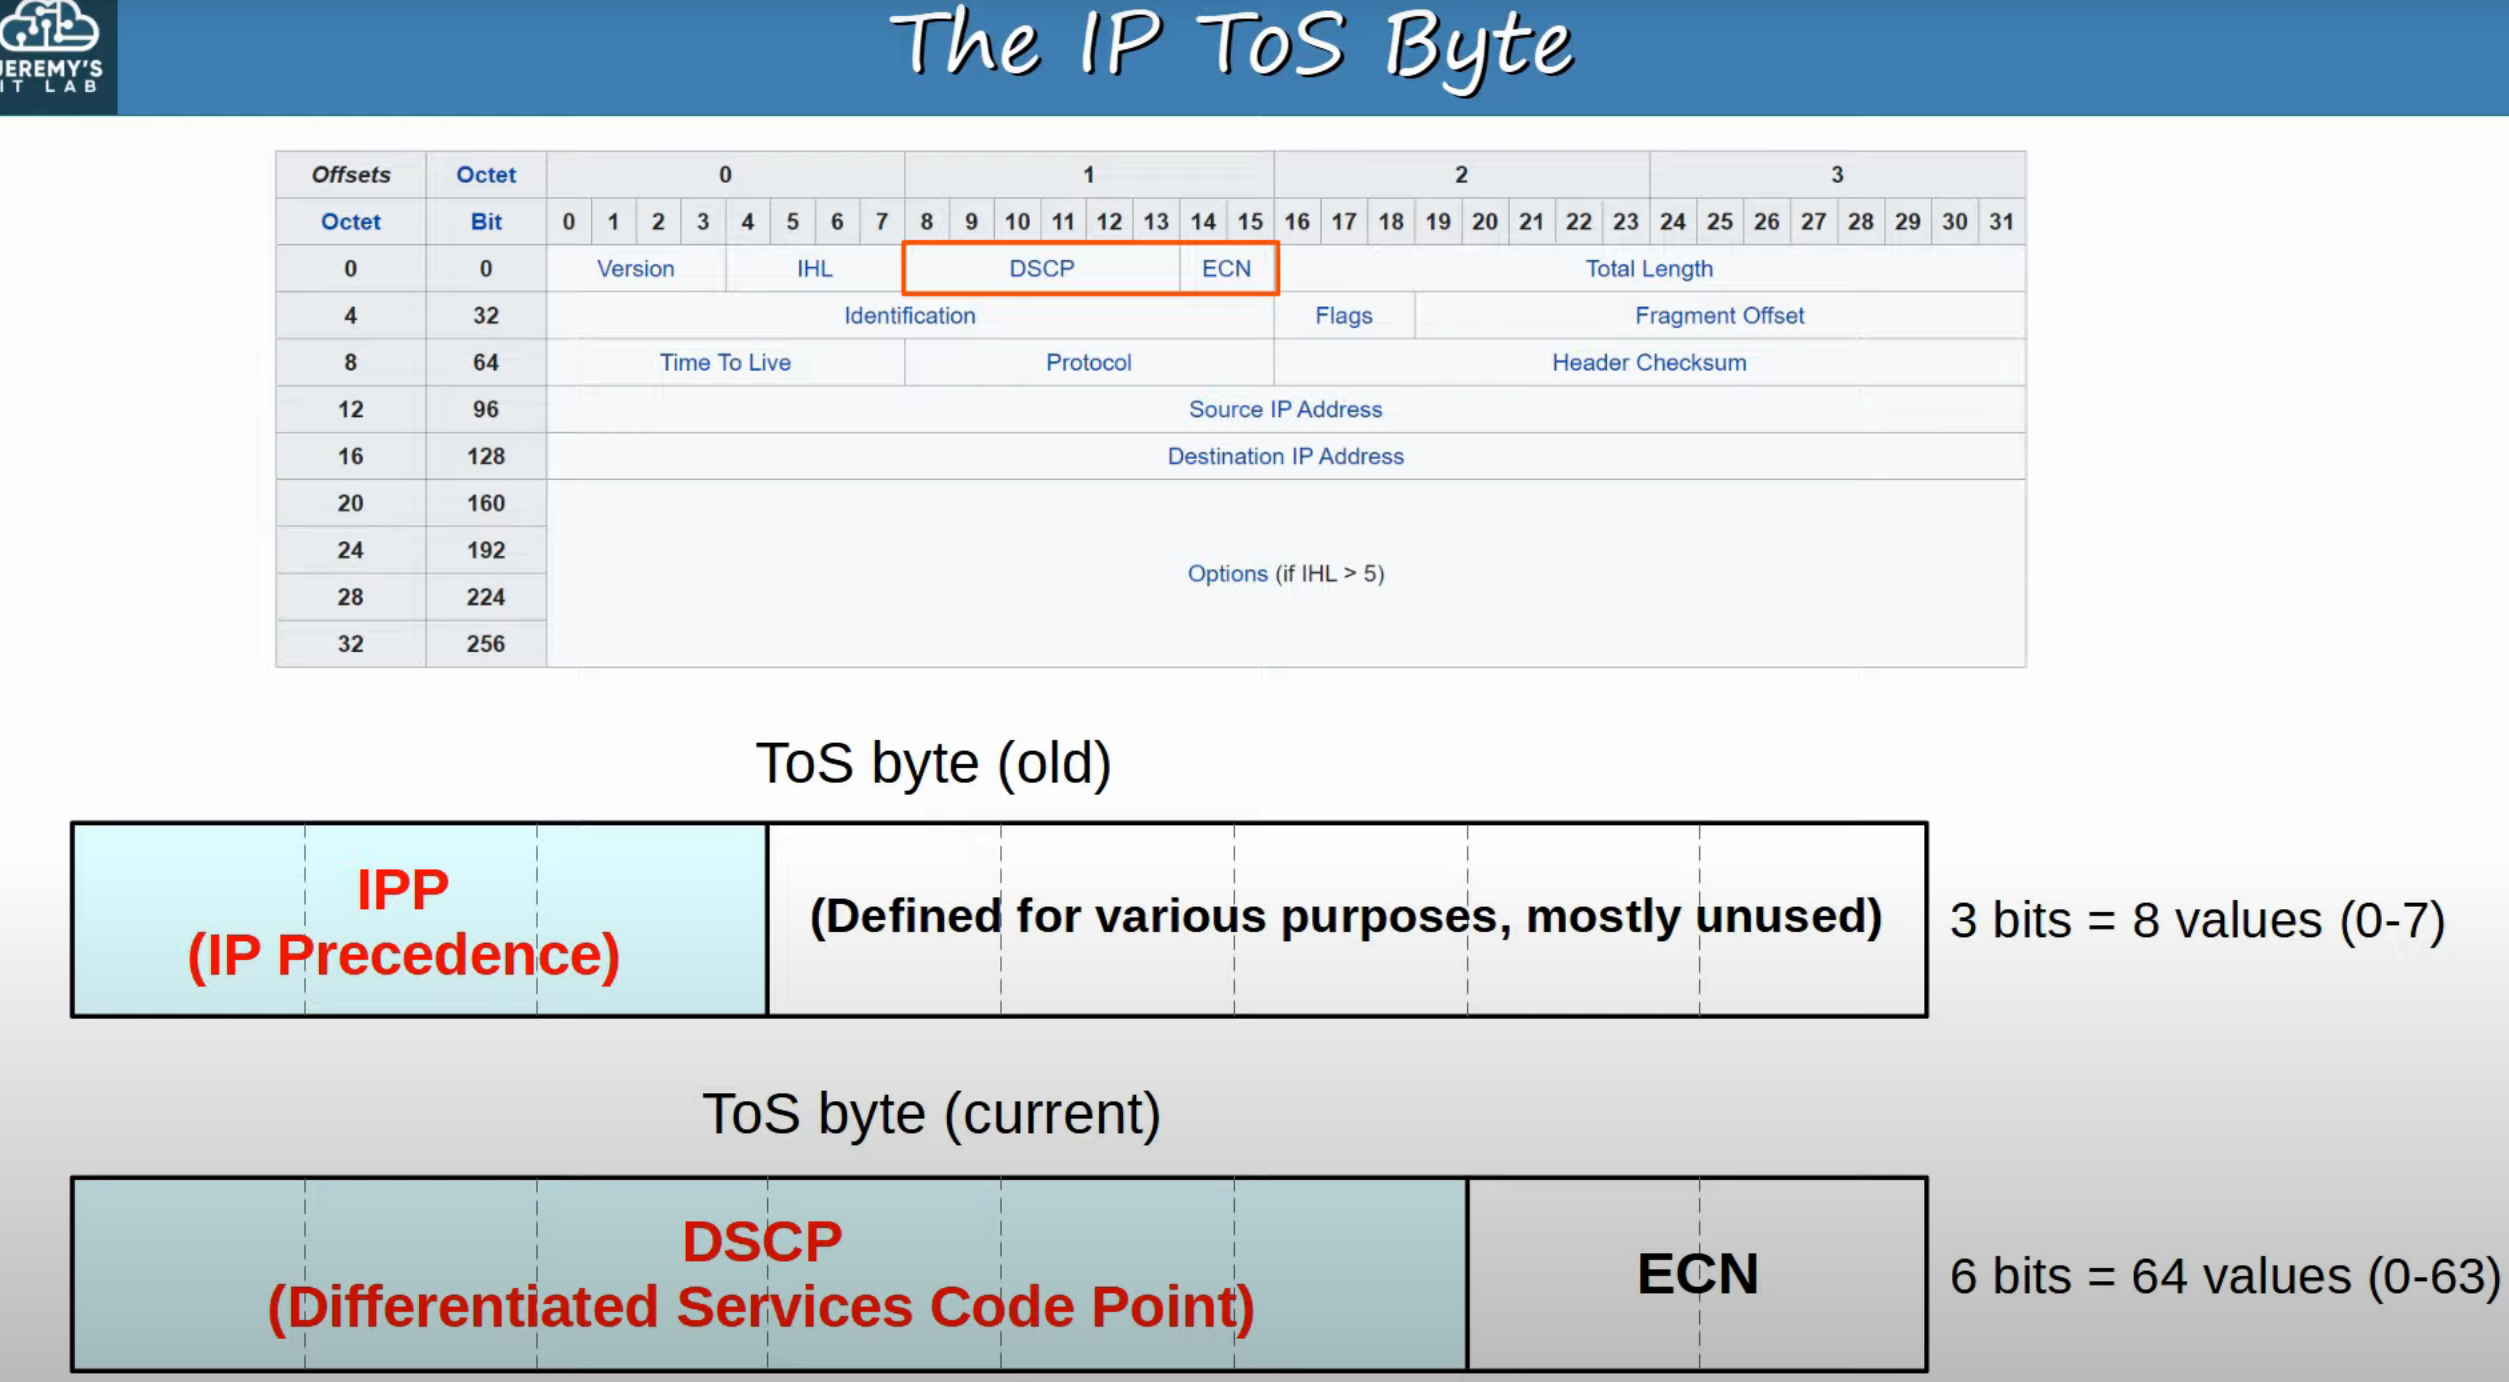 The IP ToS Byte
JEREMY'S
IT LAB
Offsets Octet 0 1 2 3
Octet Bit 0 1 2 3 4 5 6 7 8 9 10 11 12 13 14 15 16 17 18 19 20 21 22 23 24 25 26 27 28 29 30 31
0 0 Version IHL DSCP ECN Total Length
4 32 Identification Flags Fragment Offset
8 64 Time To Live Protocol Header Checksum
12 96 Source IP Address
16 128 Destination IP Address
20 160
24 192
Options (if IHL > 5)
28 224
32 256
ToS byte (old)
IPP
(IP Precedence)
(Defined for various purposes, mostly unused)
3 bits = 8 values (0-7)
ToS byte (current)
DSCP
(Differentiated Services Code Point)
ECN
6 bits = 64 values (0-63)